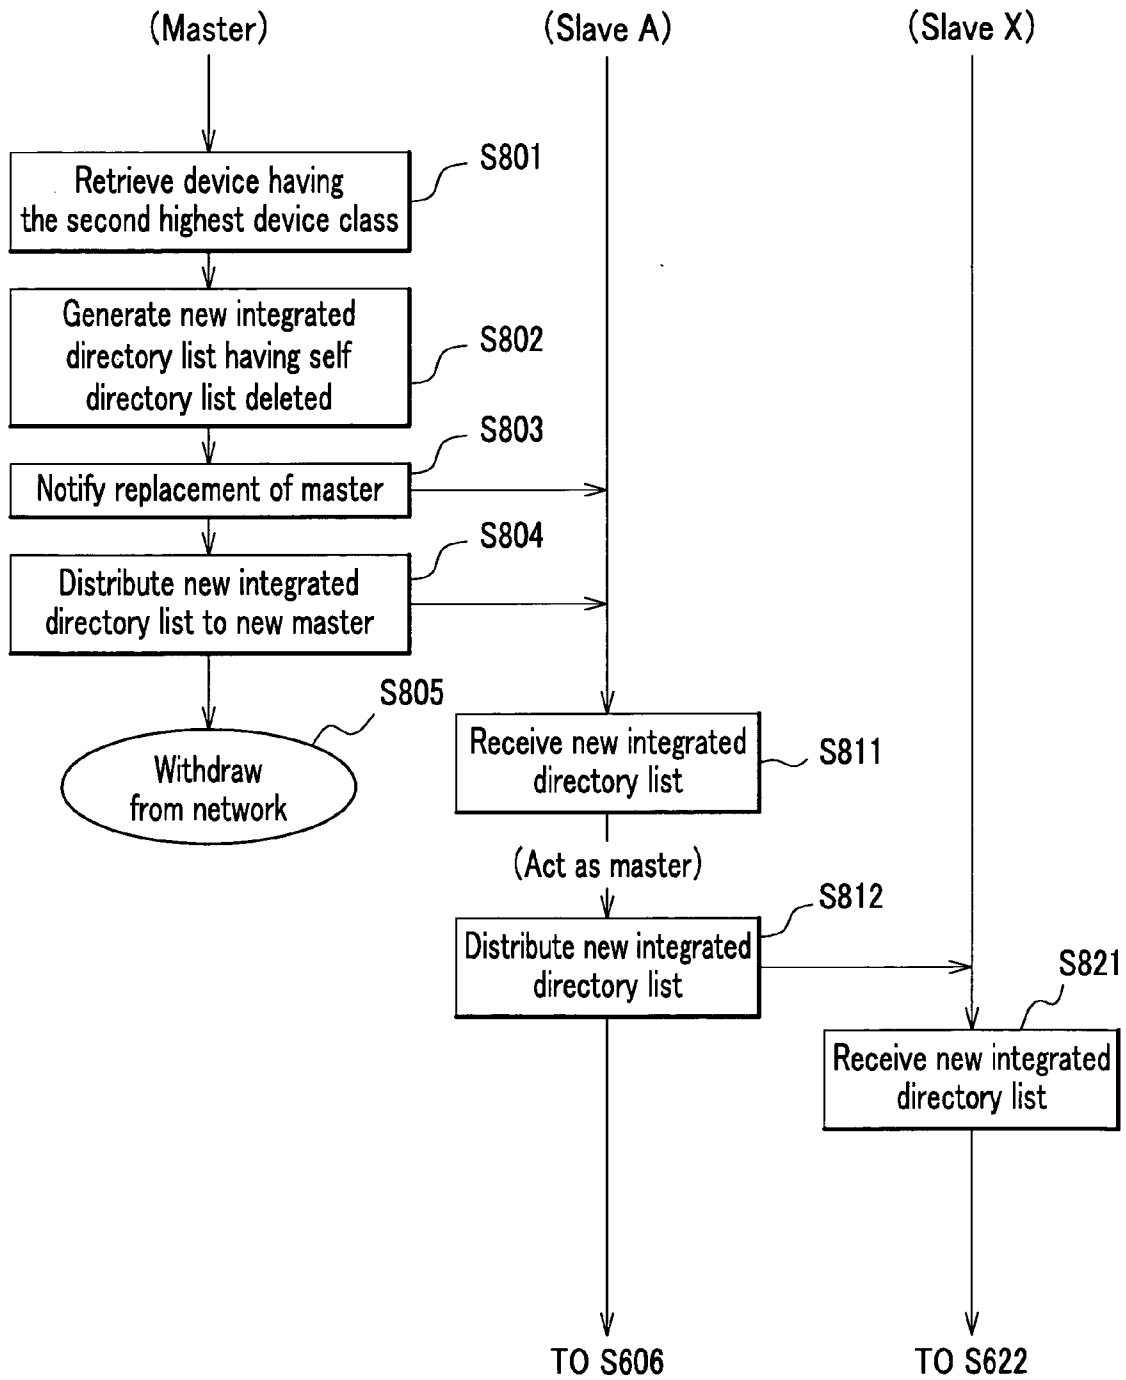 (Master)
(Slave A)
(Slave X)
S801
Retrieve device having
the second highest device class
Generate new integrated
directory list having self
directory list deleted
S802
S803
Notify replacement of master
S804
Distribute new integrated
directory list to new master
S805
Withdraw
from network
Receive new integrated
directory list
S811
(Act as master)
S812
Distribute new integrated
directory list
S821
Receive new integrated
directory list
TO S606
TO S622